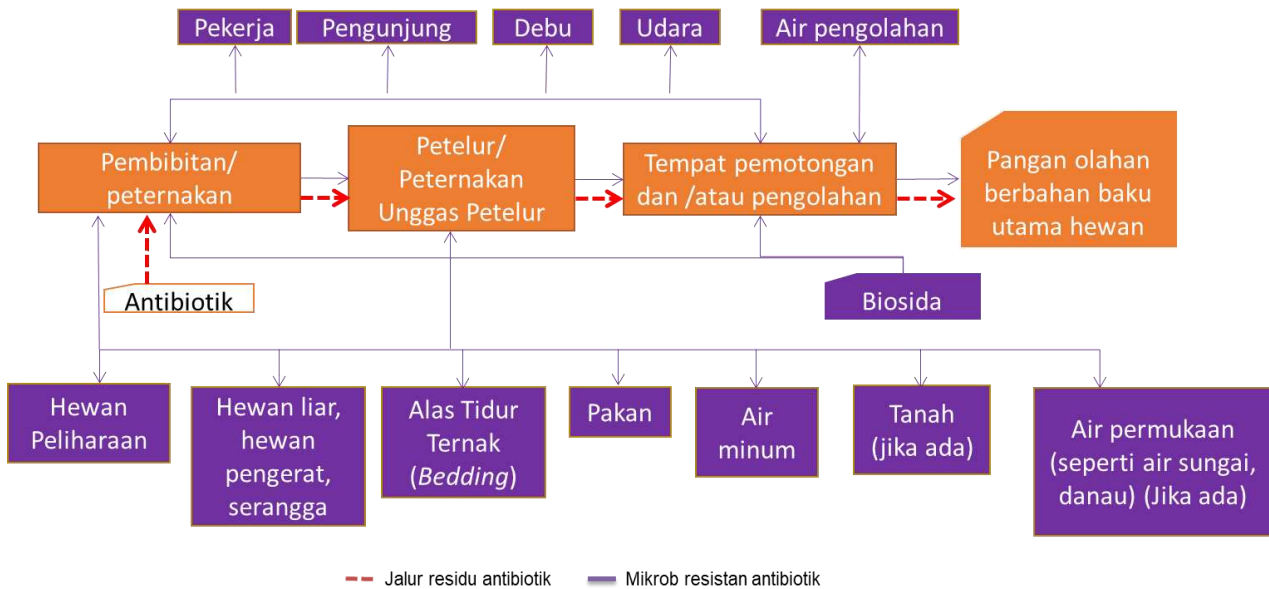 Pekerja
Pengunjung
Debu
Udara
Air pengolahan
Pembibitan/
peternakan
Petelur/
Peternakan
Unggas Petelur
Tempat pemotongan
dan /atau pengolahan
Pangan olahan
berbahan baku
utama hewan
Antibiotik
Biosida
Hewan
Peliharaan
Hewan liar,
hewan
pengerat,
serangga
Alas Tidur
Ternak
(Bedding)
Pakan
Air
minum
Tanah
(jika ada)
Air permukaan
(seperti air sungai,
danau) (Jika ada)
Jalur residu antibiotik
Mikrob resistan antibiotik